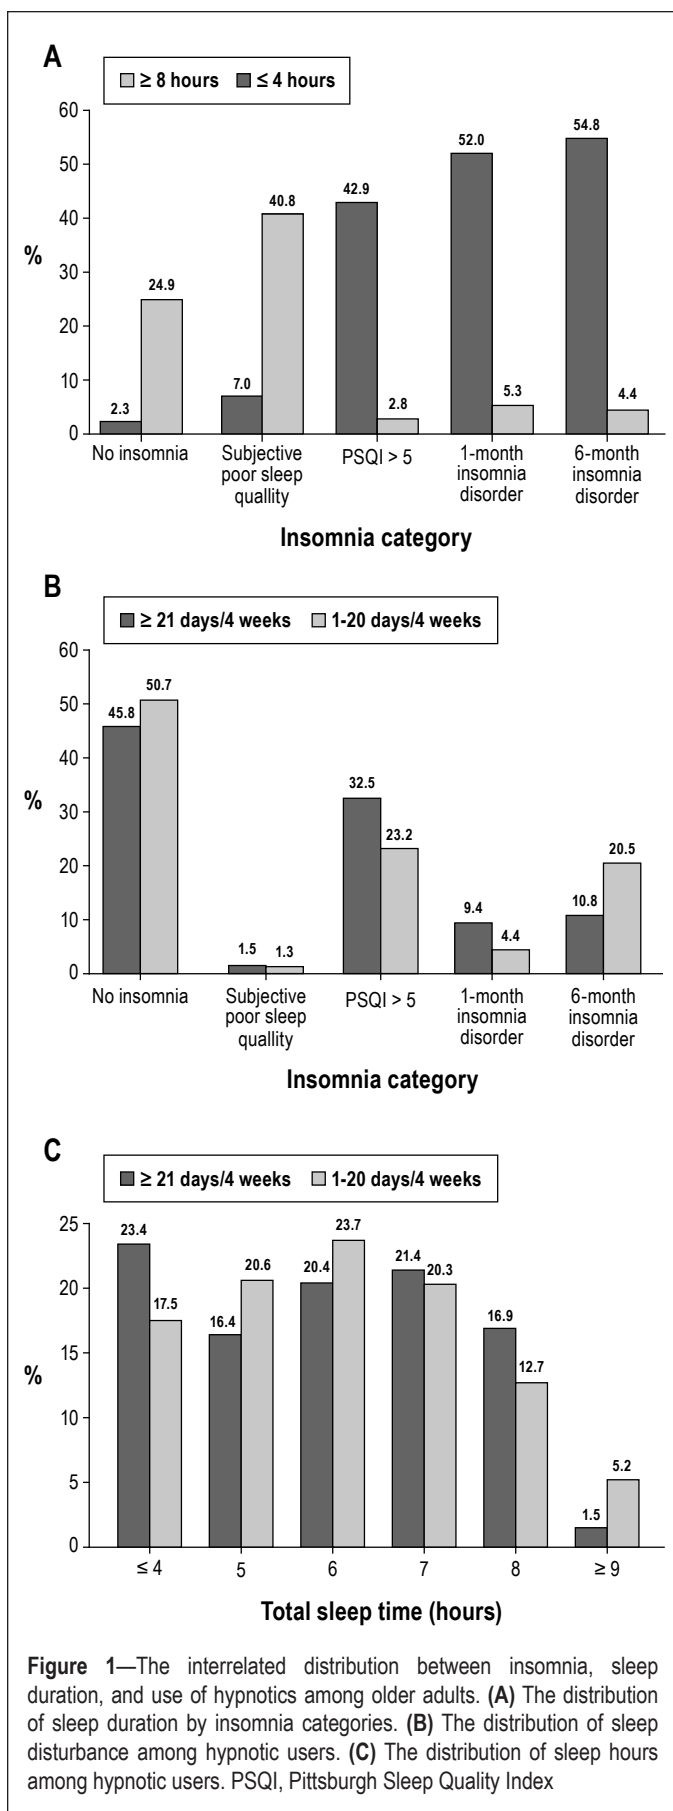 A
≥ 8 hours ≤ 4 hours
60
50
40
30
20
10
0
%
2.3 24.9 7.0 40.8 42.9 2.8 52.0 5.3 54.8 4.4
No insomnia Subjective PSQI > 5 1-month 6-month
poor sleep insomnia insomnia
quallity disorder disorder
Insomnia category
B
≥ 21 days/4 weeks 1-20 days/4 weeks
60
50
40
30
20
10
0
%
45.8 50.7 1.5 1.3 32.5 23.2 9.4 4.4 10.8 20.5
No insomnia Subjective PSQI > 5 1-month 6-month
poor sleep insomnia insomnia
quallity disorder disorder
Insomnia category
C
≥ 21 days/4 weeks 1-20 days/4 weeks
25
20
15
10
5
0
%
23.4 17.5 16.4 20.6 20.4 23.7 21.4 20.3 16.9 12.7 1.5 5.2
≤ 4 5 6 7 8 ≥ 9
Total sleep time (hours)
Figure 1—The interrelated distribution between insomnia, sleep
duration, and use of hypnotics among older adults. (A) The distribution
of sleep duration by insomnia categories. (B) The distribution of sleep
disturbance among hypnotic users. (C) The distribution of sleep hours
among hypnotic users. PSQI, Pittsburgh Sleep Quality Index